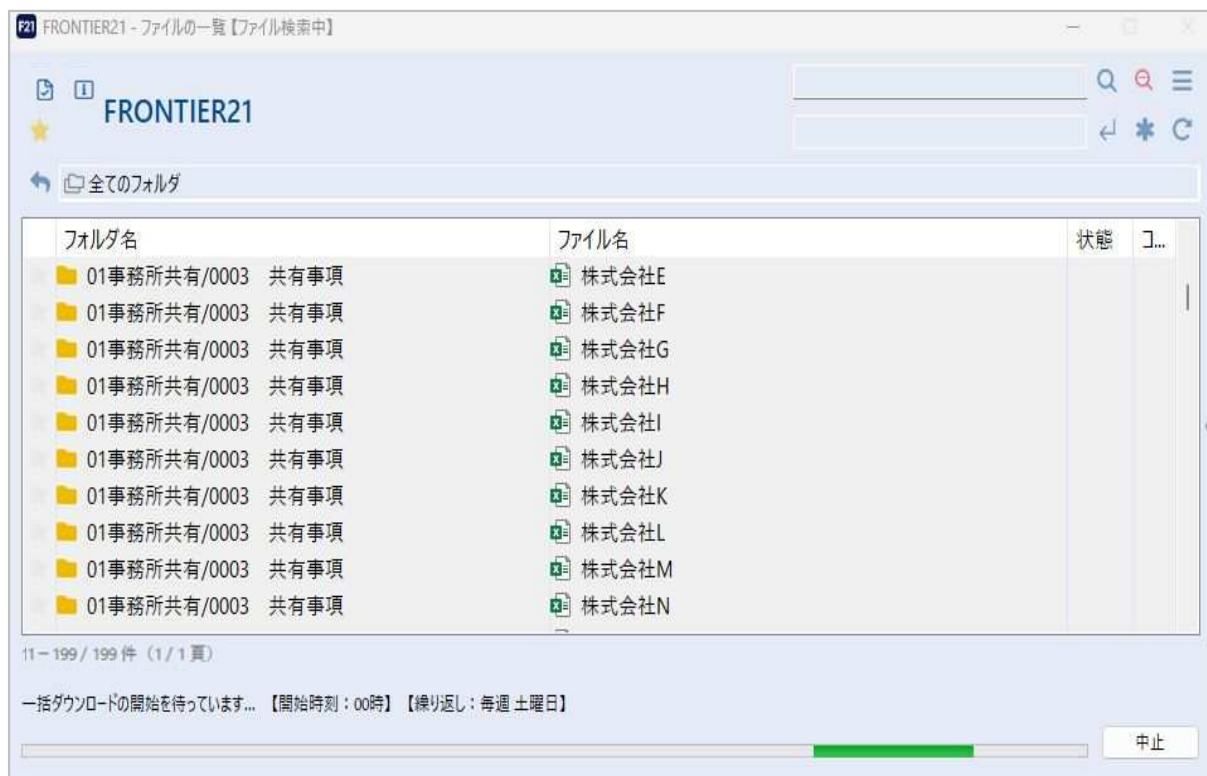 F21 FRONTIER21 - ファイルの一覧【ファイル検索中】
FRONTIER21
全てのフォルダ
フォルダ名 ファイル名 状態 コ...
01事務所共有/0003　共有事項 株式会社E
01事務所共有/0003　共有事項 株式会社F
01事務所共有/0003　共有事項 株式会社G
01事務所共有/0003　共有事項 株式会社H
01事務所共有/0003　共有事項 株式会社I
01事務所共有/0003　共有事項 株式会社J
01事務所共有/0003　共有事項 株式会社K
01事務所共有/0003　共有事項 株式会社L
01事務所共有/0003　共有事項 株式会社M
01事務所共有/0003　共有事項 株式会社N
11 – 199 / 199 件（1 / 1 頁）
一括ダウンロードの開始を待っています... 【開始時刻：00時】【繰り返し：毎週 土曜日】
中止